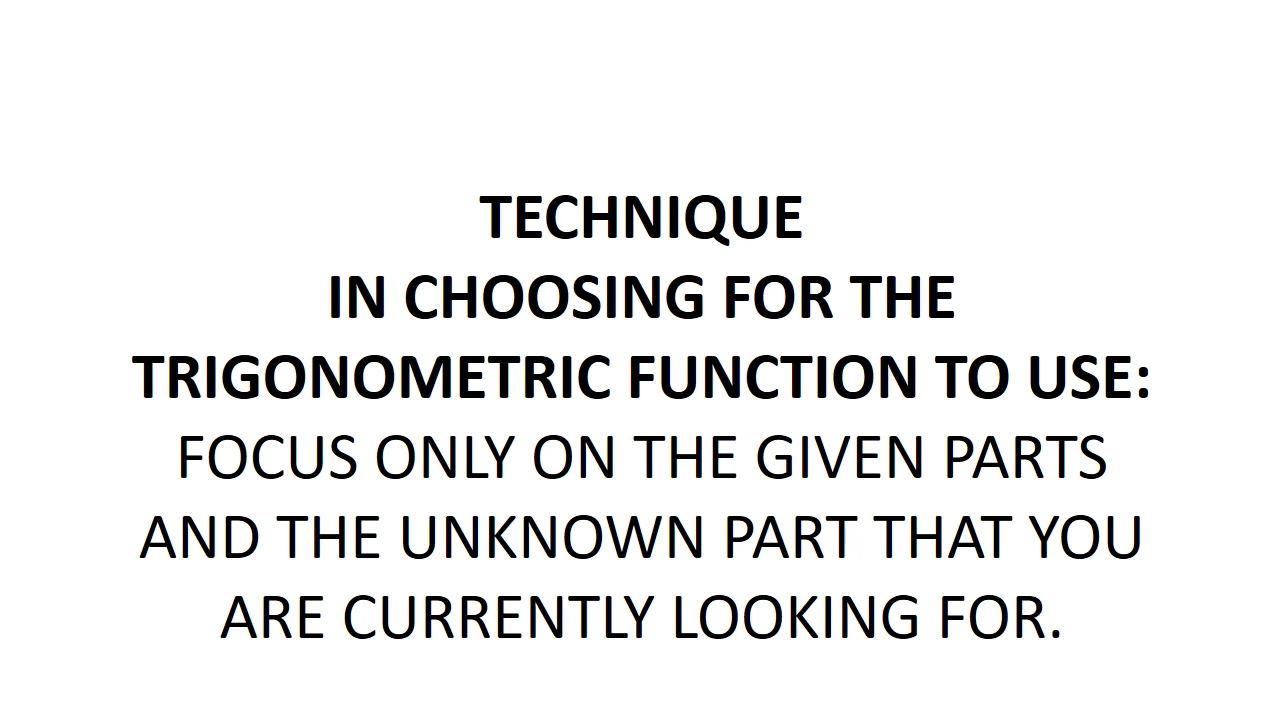 TECHNIQUE
IN CHOOSING FOR THE
TRIGONOMETRIC FUNCTION TO USE:
FOCUS ONLY ON THE GIVEN PARTS
AND THE UNKNOWN PART THAT YOU
ARE CURRENTLY LOOKING FOR.